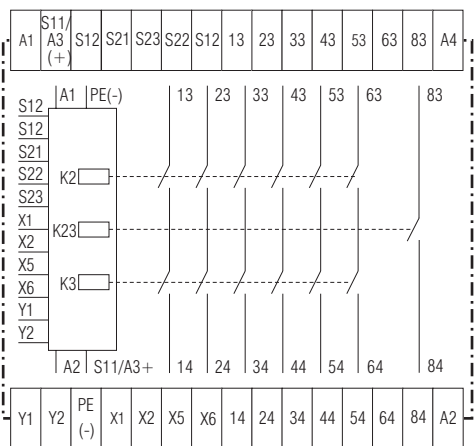 A1 S11/ A3 (+) S12 S21 S23 S22 S12 13 23 33 43 53 63 83 A4
A1 PE(-) 13 23 33 43 53 63 83
S12
S12
S21
S22
K2
S23
X1
K23
X2
X5
K3
X6
Y1
Y2
A2 S11/A3+ 14 24 34 44 54 64 84
Y1 Y2 PE (-) X1 X2 X5 X6 14 24 34 44 54 64 84 A2